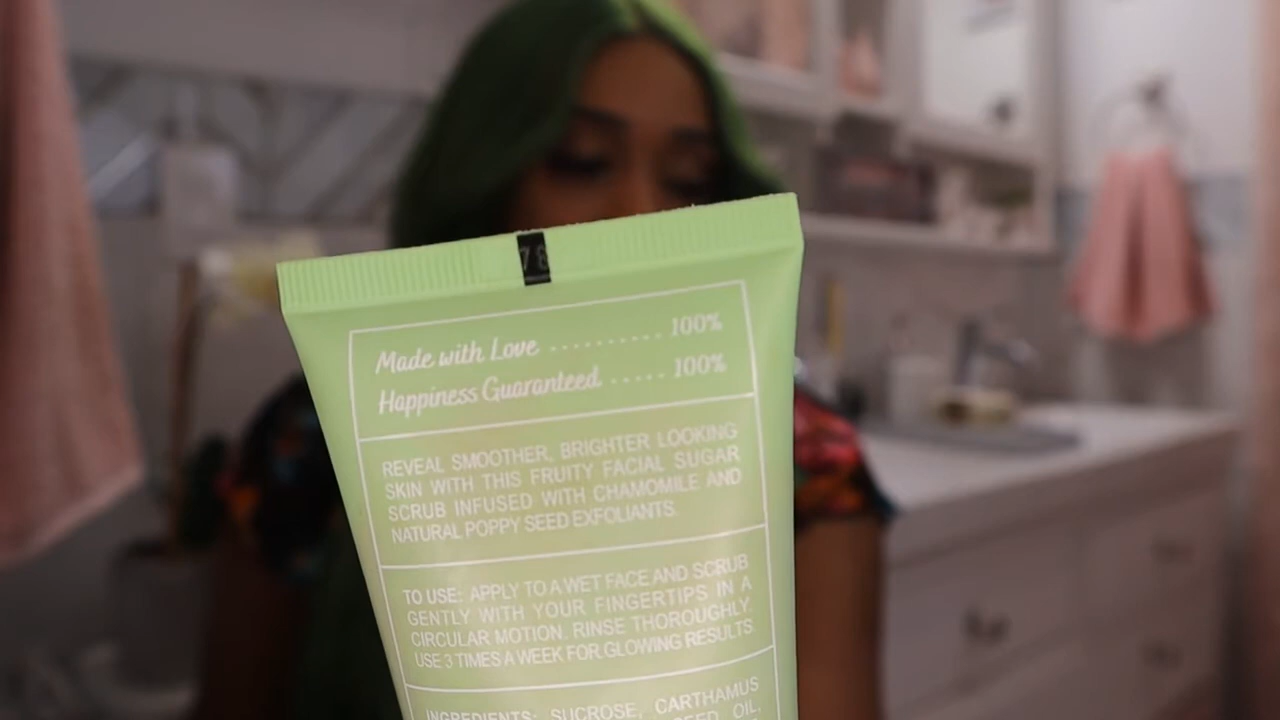 Made with Love .......... 100%
Happiness Guaranteed ..... 100%
REVEAL SMOOTHER, BRIGHTER LOOKING
SKIN WITH THIS FRUITY FACIAL SUGAR
SCRUB INFUSED WITH CHAMOMILE AND
NATURAL POPPY SEED EXFOLIANTS.
TO USE: APPLY TO A WET FACE AND SCRUB
GENTLY WITH YOUR FINGERTIPS IN A
CIRCULAR MOTION. RINSE THOROUGHLY.
USE 3 TIMES A WEEK FOR GLOWING RESULTS
INGREDIENTS: SUCROSE, CARTHAMUS
SEED OIL,